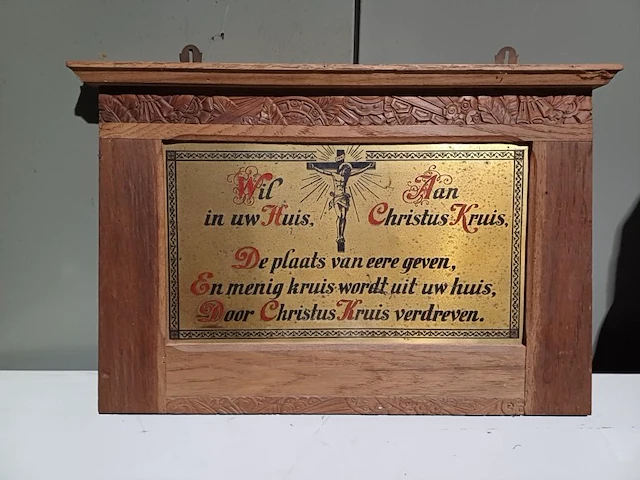 Wil Aan
in uw Huis, Christus Kruis,
De plaats van eere geven,
En menig kruis wordt uit uw huis,
Door Christus Kruis verdreven.